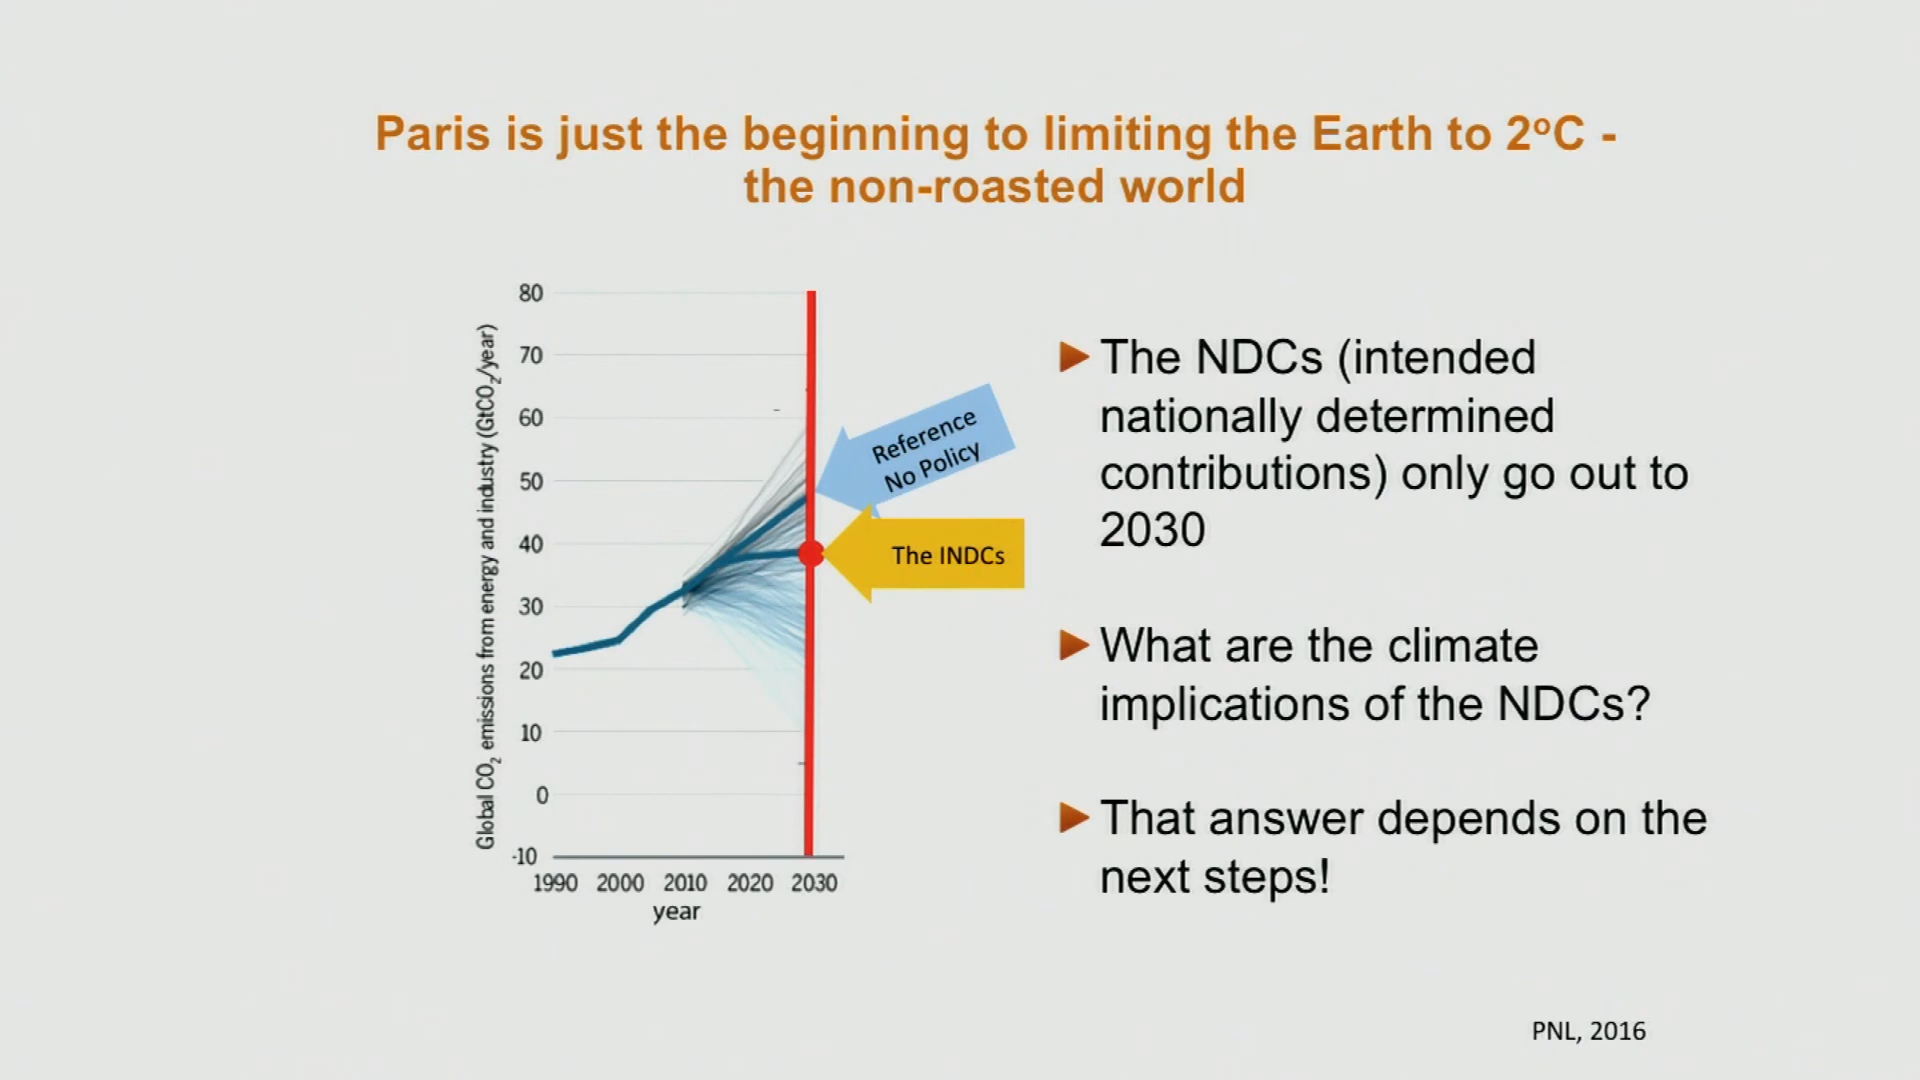 Paris is just the beginning to limiting the Earth to 2°C -
the non-roasted world
Global CO2 emissions from energy and industry (GtCO2/year)
80
70
60
50
40
30
20
10
0
-10
1990 2000 2010 2020 2030
year
Reference
No Policy
The INDCs
The NDCs (intended
nationally determined
contributions) only go out to
2030
What are the climate
implications of the NDCs?
That answer depends on the
next steps!
PNL, 2016